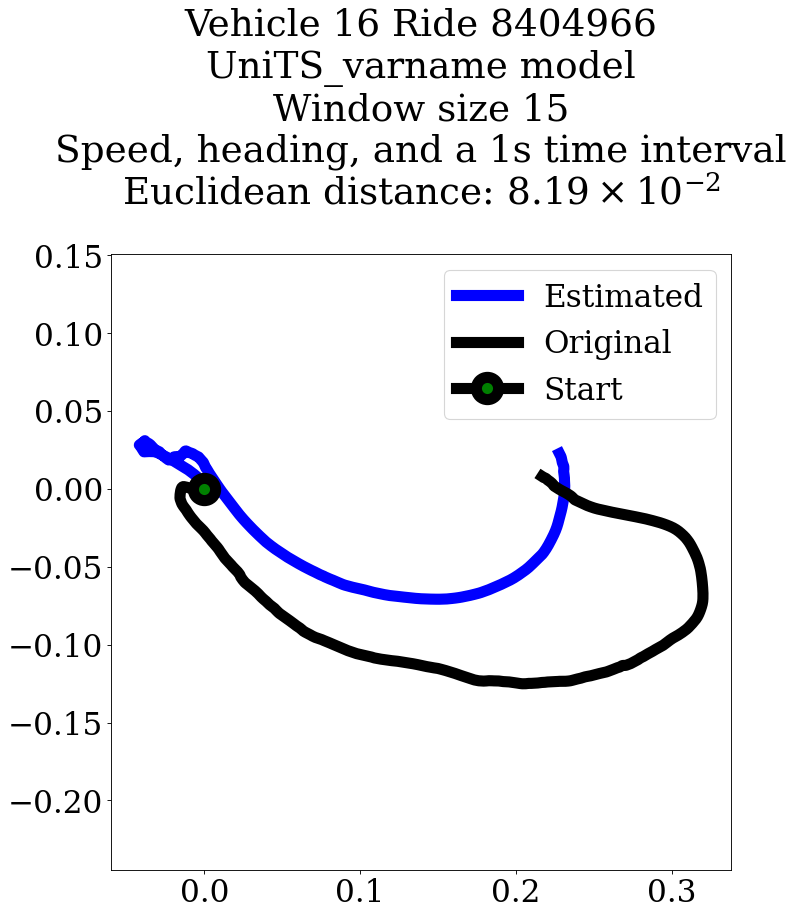 Vehicle 16 Ride 8404966
UniTS_varname model
Window size 15
Speed, heading, and a 1s time interval
Euclidean distance: 8.19 × 10⁻²
0.15
0.10
0.05
0.00
−0.05
−0.10
−0.15
−0.20
Estimated
Original
Start
0.0 0.1 0.2 0.3